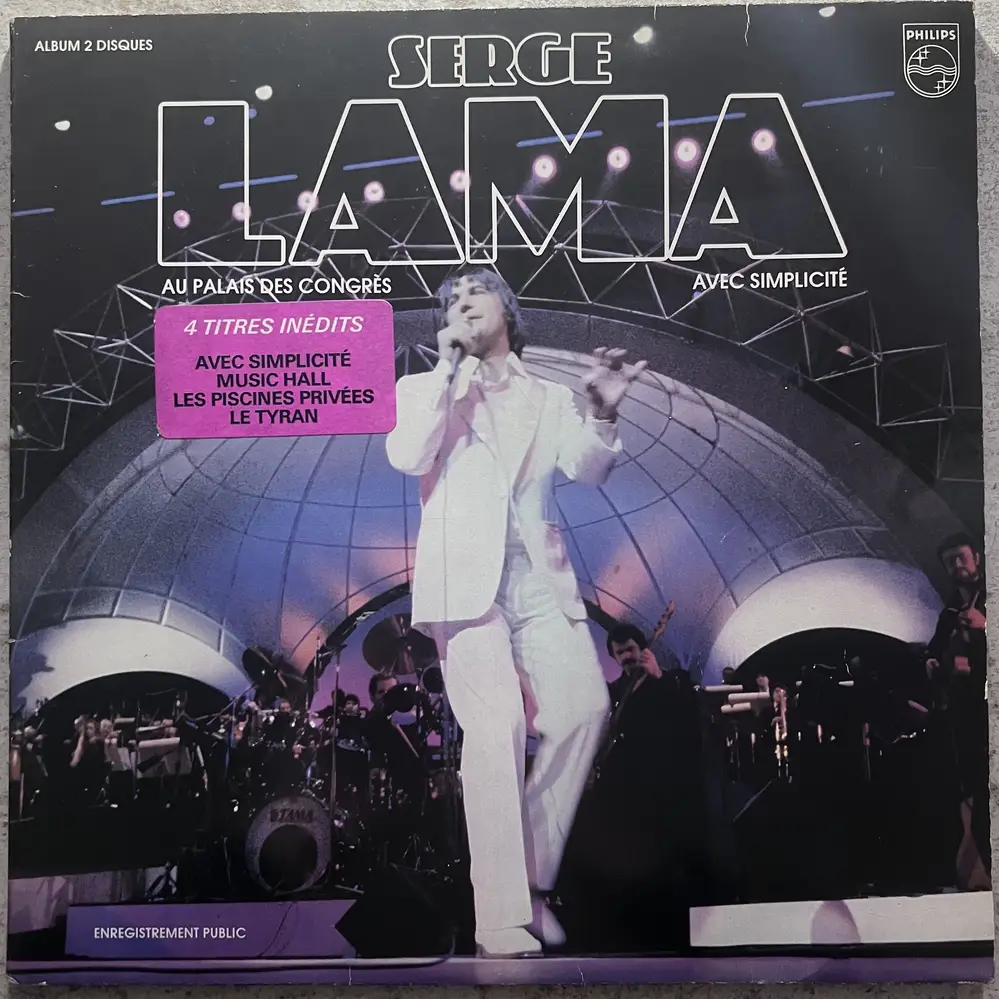 ALBUM 2 DISQUES
SERGE
PHILIPS
LAMA
AU PALAIS DES CONGRÈS
AVEC SIMPLICITÉ
4 TITRES INÉDITS
AVEC SIMPLICITÉ
MUSIC HALL
LES PISCINES PRIVÉES
LE TYRAN
TAMA
ENREGISTREMENT PUBLIC